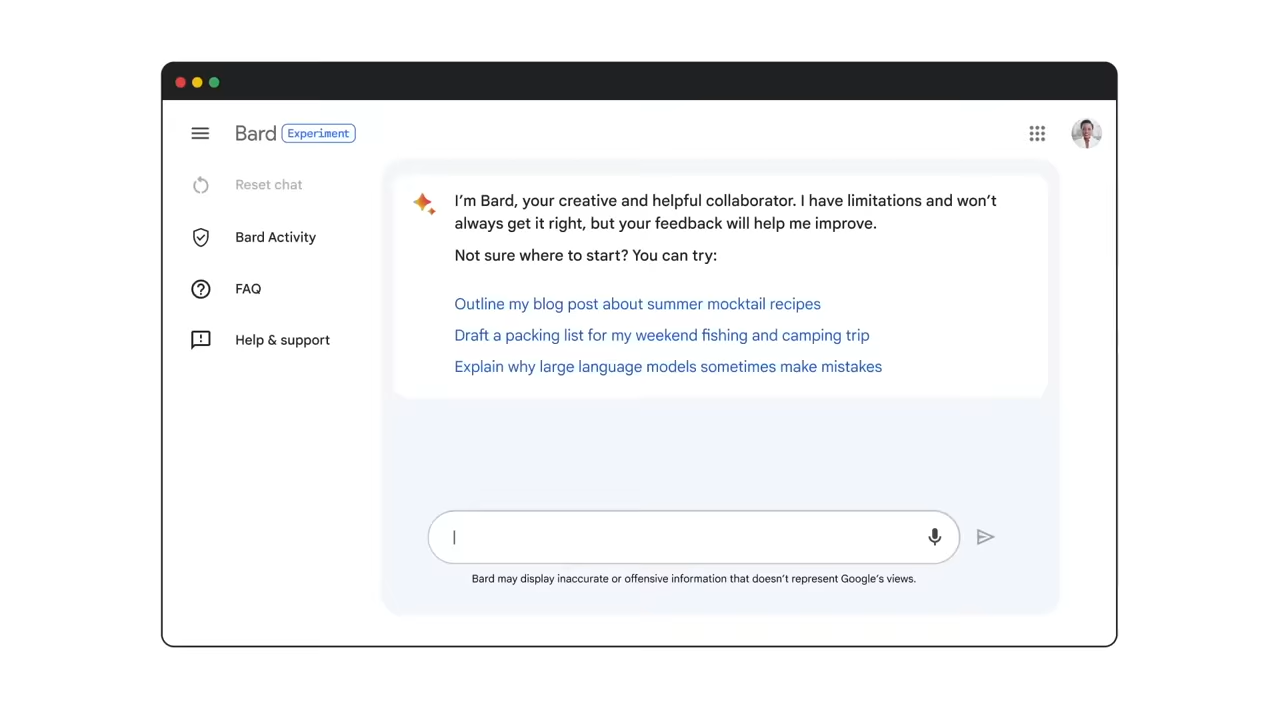 Bard Experiment
Reset chat
Bard Activity
FAQ
Help & support
I’m Bard, your creative and helpful collaborator. I have limitations and won’t
always get it right, but your feedback will help me improve.
Not sure where to start? You can try:
Outline my blog post about summer mocktail recipes
Draft a packing list for my weekend fishing and camping trip
Explain why large language models sometimes make mistakes
Bard may display inaccurate or offensive information that doesn’t represent Google’s views.